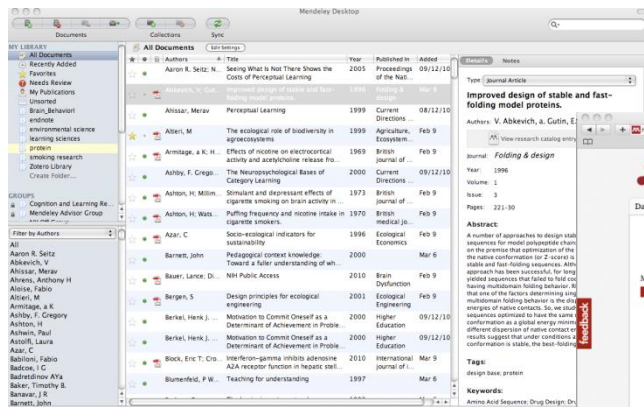 Mendeley Desktop
Documents
Collections
Sync
MY LIBRARY
All Documents
Recently Added
Favorites
Needs Review
My Publications
Unsorted
Brain_BehaviorI
endnote
environmental science
learning sciences
protein
smoking research
Zotero Library
Create Folder...
GROUPS
Cognition and Learning Re...
Mendeley Advisor Group
Filter by Authors
All
Aaron R. Seitz
Abkevich, V
Ahissar, Merav
Ahrens, Anthony H
Aloise, Fabio
Altieri, M
Armitage, a K
Ashby, F. Gregory
Ashton, H
Ashwin, Paul
Astolfi, Laura
Azar, C
Babiloni, Fabio
Badcoe, I G
Badretdinov AYa
Baker, Timothy B.
Banavar, J R
Barnett, John
All Documents
Edit Settings
Authors Title Year Published In Added
Aaron R. Seitz; N... Seeing What Is Not There Shows the Costs of Perceptual Learning 2005 Proceedings of the Nati... 09/12/10
Abkevich, V; Gut... Improved design of stable and fast-folding model proteins. 1996 Folding & design Mar 6
Ahissar, Merav Perceptual Learning 1999 Current Directions ... 08/12/10
Altieri, M The ecological role of biodiversity in agroecosystems 1999 Agriculture, Ecosystem... Feb 9
Armitage, a K; H... Effects of nicotine on electrocortical activity and acetylcholine release fro... 1969 British journal of ... Feb 9
Ashby, F. Grego... The Neuropsychological Bases of Category Learning 2000 Current Directions ... 09/12/10
Ashton, H; Millim... Stimulant and depressant effects of cigarette smoking on brain activity in ... 1973 British journal of ... Feb 9
Ashton, H; Wats... Puffing frequency and nicotine intake in cigarette smokers. 1970 British medical jo... Feb 9
Azar, C Socio-ecological indicators for sustainability 1996 Ecological Economics Feb 9
Barnett, John Pedagogical context knowledge: Toward a fuller understanding of wh... 2000 Mar 6
Bauer, Lance; Di... NIH Public Access 2010 Brain Dysfunction Feb 9
Bergen, S Design principles for ecological engineering 2001 Ecological Engineering Feb 9
Berkel, Henk J. ... Motivation to Commit Oneself as a Determinant of Achievement in Proble... 2000 Higher Education 09/12/10
Berkel, Henk J. ... Motivation to Commit Oneself as a Determinant of Achievement in Proble... 2000 Higher Education 09/12/10
Block, Eric T; Cro... Interferon-gamma inhibits adenosine A2A receptor function in hepatic stell... 2010 International journal of i... Mar 9
Blumenfeld, P W... Teaching for understanding 1997 Mar 6
Details Notes
Type: Journal Article
Improved design of stable and fast-
folding model proteins.
Authors: V. Abkevich, a. Gutin, E.
View research catalog entry
Journal: Folding & design
Year: 1996
Volume: 1
Issue: 3
Pages: 221-30
Abstract:
A number of approaches to design stab
sequences for model polypeptide chain
on the premise that optimization of the
the native conformation (or Z-score) is
stable and fast-folding sequences. Alth
approach has been successful, for long
yielded sequences that failed to fold coo
having multidomain folding behavior.
that one of the factors determining sing
multidomain folding behavior is the disp
energies of native contacts. So, we stud
sequences optimized to have the same
conformation as a global energy minimu
different dispersion of native contact e
results suggest that under conditions a
conformation is stable, the best-folding
Tags:
design base; protein
Keywords:
Amino Acid Sequence; Drug Design; Dru
feedback
Da